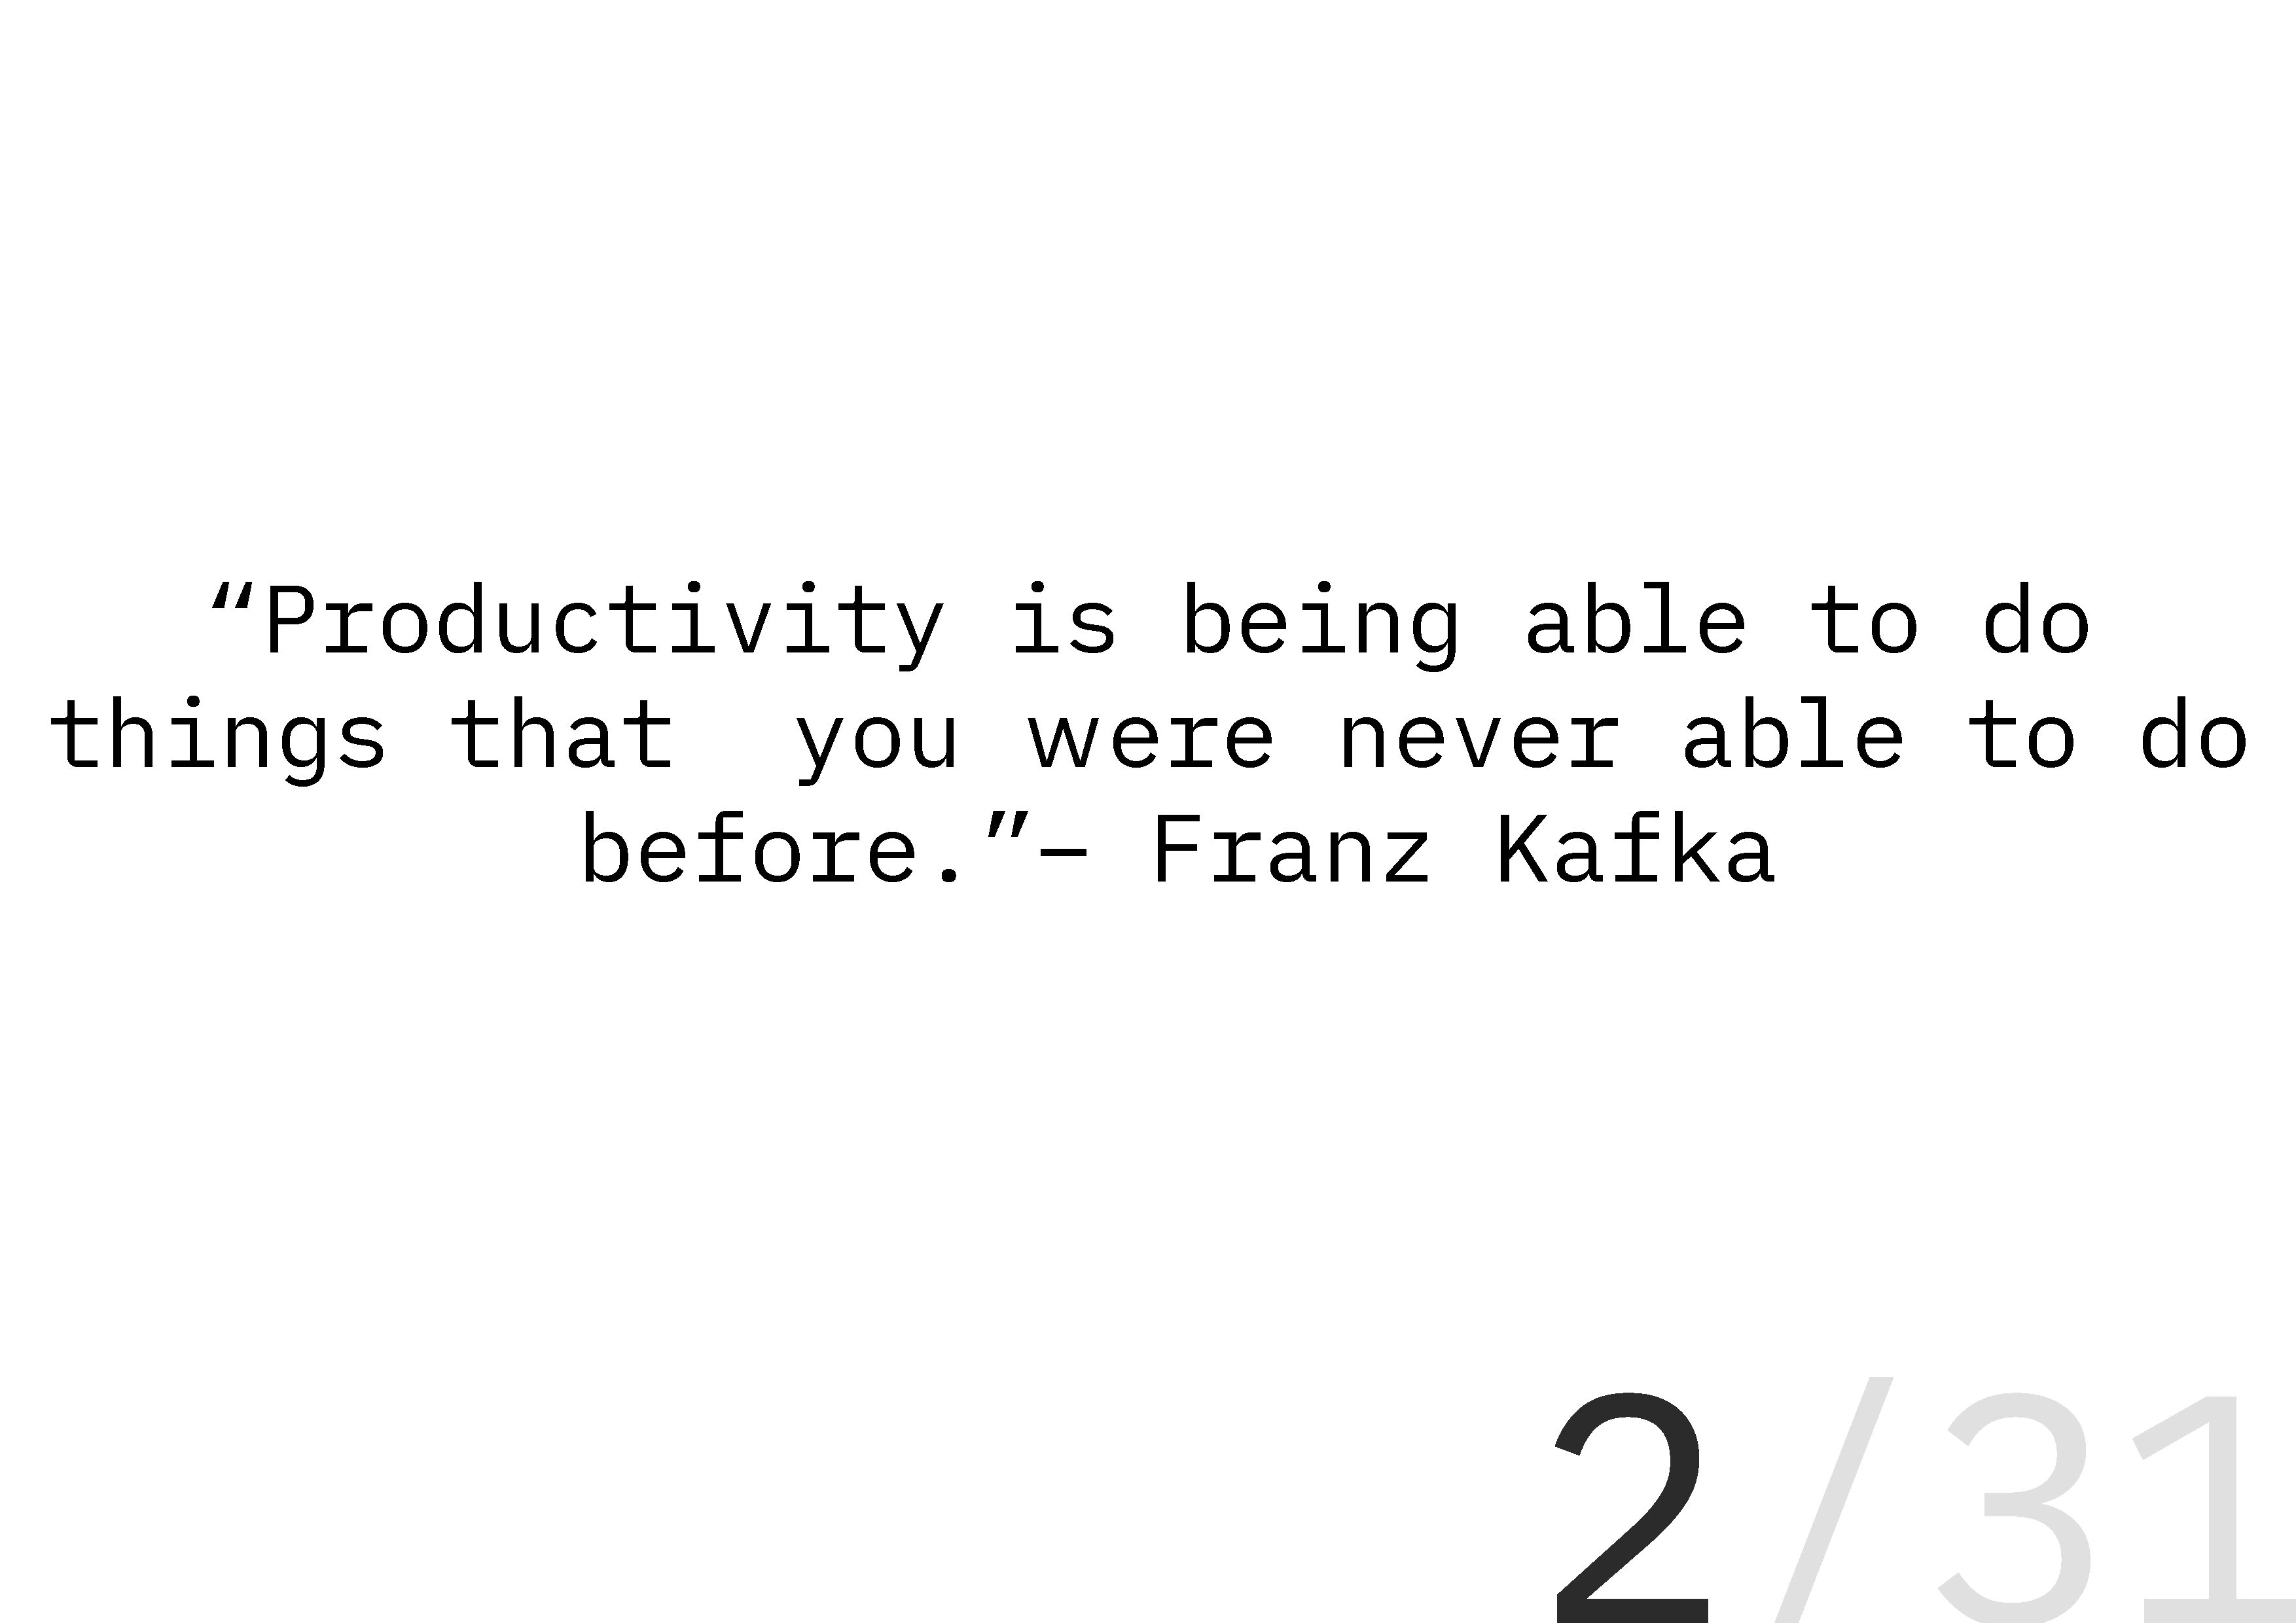 “Productivity is being able to do
things that  you were never able to do
before.”– Franz Kafka
2/31